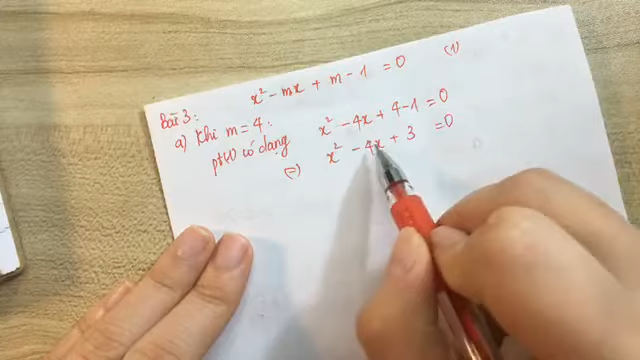 bài 3: x² - mx + m - 1 = 0 (1)
a) Khi m = 4: x² - 4x + 4 - 1 = 0
pt(1) có dạng
(=) x² - 4x + 3 = 0